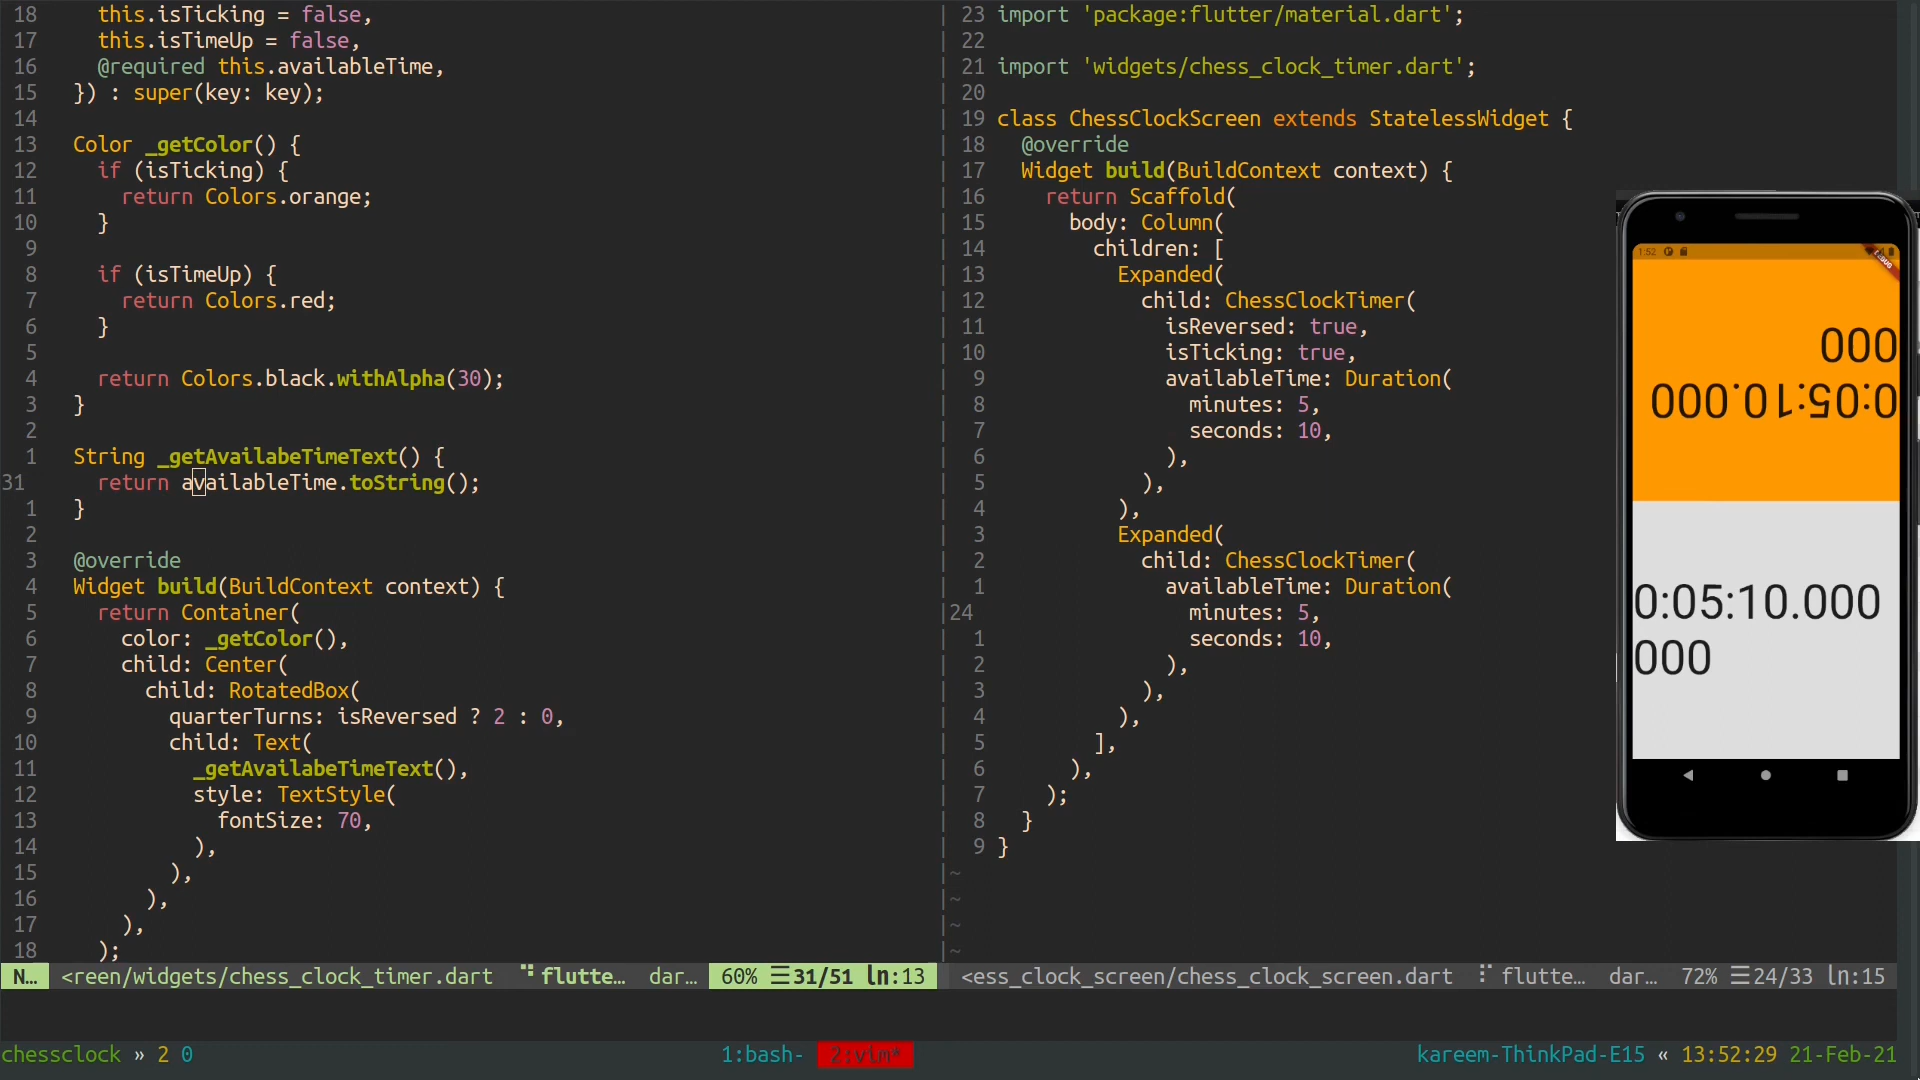 18     this.isTicking = false,
17     this.isTimeUp = false,
16     @required this.availableTime,
15   }) : super(key: key);
14
13   Color _getColor() {
12     if (isTicking) {
11       return Colors.orange;
10     }
9
8     if (isTimeUp) {
7       return Colors.red;
6     }
5
4     return Colors.black.withAlpha(30);
3   }
2
1   String _getAvailabeTimeText() {
31     return availableTime.toString();
1   }
2
3   @override
4   Widget build(BuildContext context) {
5     return Container(
6       color: _getColor(),
7       child: Center(
8         child: RotatedBox(
9           quarterTurns: isReversed ? 2 : 0,
10           child: Text(
11             _getAvailabeTimeText(),
12             style: TextStyle(
13               fontSize: 70,
14             ),
15           ),
16         ),
17       ),
18     );
N… <reen/widgets/chess_clock_timer.dart flutte… dar… 60% ☰31/51 ln:13
23 import 'package:flutter/material.dart';
22
21 import 'widgets/chess_clock_timer.dart';
20
19 class ChessClockScreen extends StatelessWidget {
18   @override
17   Widget build(BuildContext context) {
16     return Scaffold(
15       body: Column(
14         children: [
13           Expanded(
12             child: ChessClockTimer(
11               isReversed: true,
10               isTicking: true,
9               availableTime: Duration(
8                 minutes: 5,
7                 seconds: 10,
6               ),
5             ),
4           ),
3           Expanded(
2             child: ChessClockTimer(
1               availableTime: Duration(
24                 minutes: 5,
1                 seconds: 10,
2               ),
3             ),
4           ),
5         ],
6       ),
7     );
8   }
9 }
~
~
~
~
<ess_clock_screen/chess_clock_screen.dart flutte… dar… 72% ☰24/33 ln:15
1:52
DEBUG
0:05:10.000
000
0:05:10.000
000
chessclock » 2 0
1:bash- 2:vim*
kareem-ThinkPad-E15 « 13:52:29 21-Feb-21